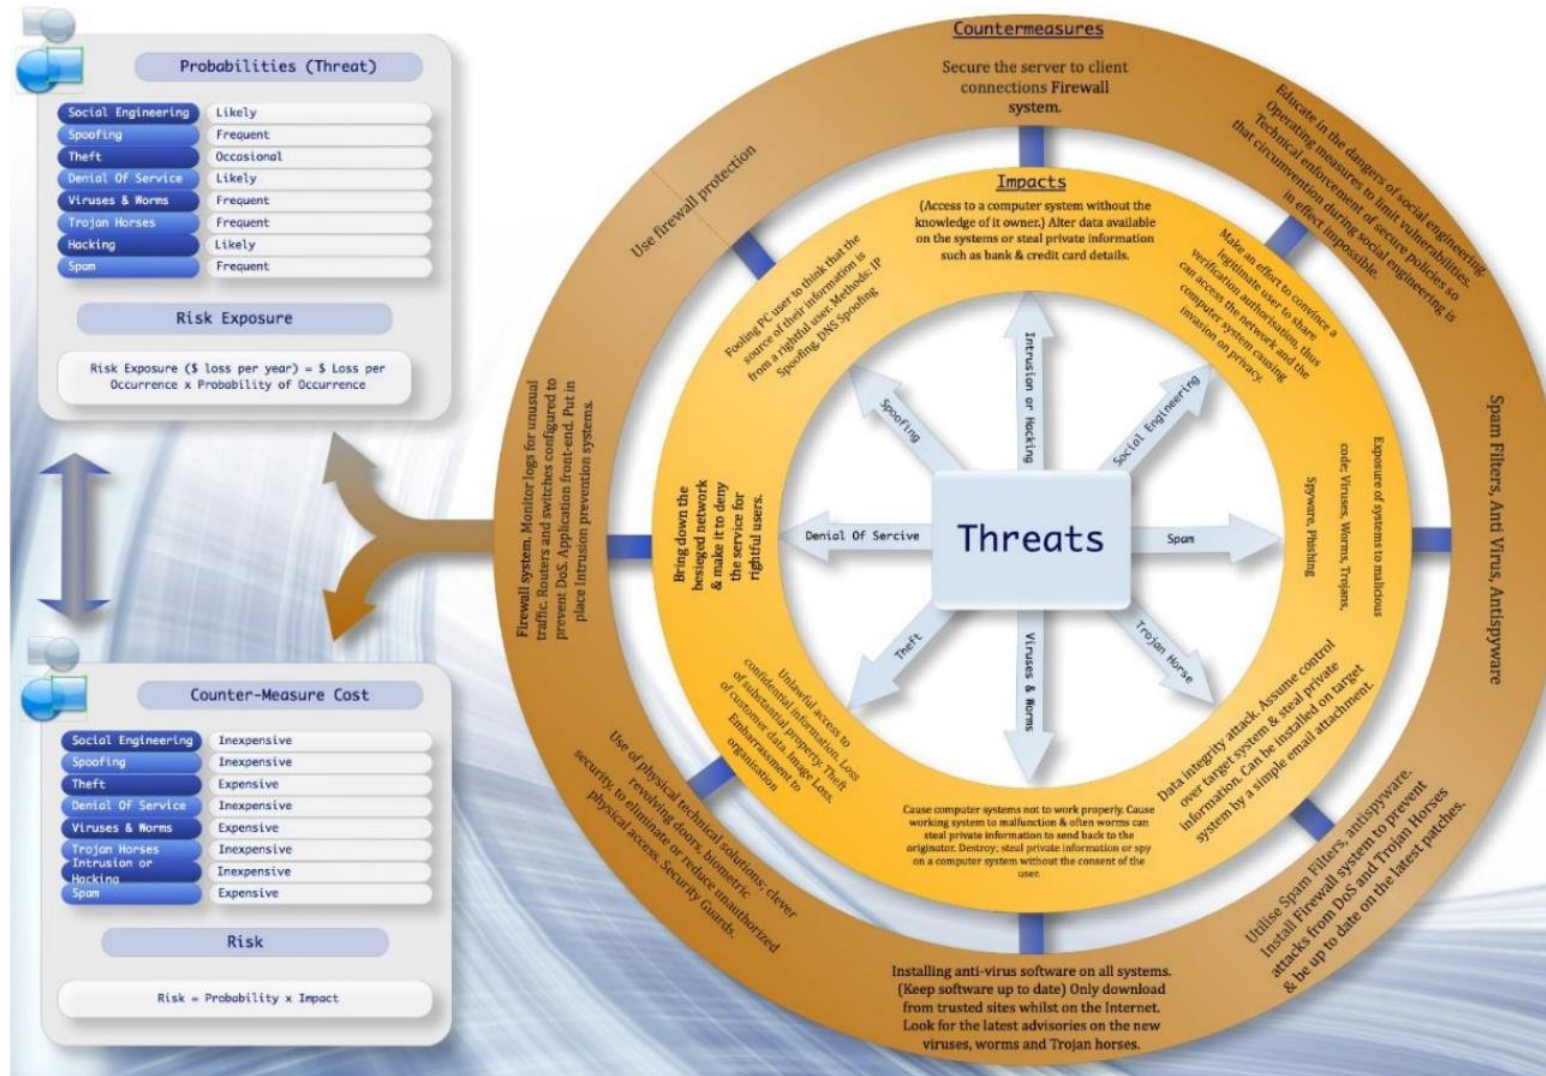 Probabilities (Threat)
Social Engineering Likely
Spoofing Frequent
Theft Occasional
Denial Of Service Likely
Viruses & Worms Frequent
Trojan Horses Frequent
Hacking Likely
Spam Frequent
Risk Exposure
Risk Exposure ($ loss per year) = $ Loss per
Occurrence x Probability of Occurrence
Counter-Measure Cost
Social Engineering Inexpensive
Spoofing Inexpensive
Theft Expensive
Denial Of Service Inexpensive
Viruses & Worms Expensive
Trojan Horses Inexpensive
Intrusion or
Hacking Inexpensive
Spam Expensive
Risk
Risk = Probability x Impact
Countermeasures
Secure the server to client
connections Firewall
system.
Educate in the dangers of social engineering
Operating measures to limit vulnerabilities.
Technical enforcement of secure policies so
that circumvention during social engineering is
in effect impossible.
Spam Filters, Anti Virus, Antispyware
Utilise Spam Filters, antispyware.
Install Firewall system to prevent
attacks from DoS and Trojan Horses
& be up to date on the latest patches.
Installing anti-virus software on all systems.
(Keep software up to date) Only download
from trusted sites whilst on the Internet.
Look for the latest advisories on the new
viruses, worms and Trojan horses.
Use of physical technical solutions; clever
revolving doors, biometric
security, to eliminate or reduce unauthorized
physical access. Security Guards.
Firewall system. Monitor logs for unusual
traffic. Routers and switches configured to
prevent DoS. Application front-end. Put in
place Intrusion prevention systems.
Use firewall protection
Impacts
(Access to a computer system without the
knowledge of it owner.) Alter data available
on the systems or steal private information
such as bank & credit card details.
Make an effort to convince a
legitimate user to share
verification authorisation, thus
can access the network and the
computer system causing
invasion on privacy.
Exposure of systems to malicious
code; Viruses, Worms, Trojans,
Spyware, Phishing
Data integrity attack. Assume control
over target system & steal private
information. Can be installed on target
system by a simple email attachment.
Cause computer systems not to work properly. Cause
working system to malfunction & often worms can
steal private information to send back to the
originator. Destroy; steal private information or spy
on a computer system without the consent of the
user.
Unlawful access to
confidential information. Loss
of substantial property. Theft
of customer data. Image Loss,
Embarrassment to
organisation
Bring down the
besieged network
& make it to deny
the service for
rightful users.
Fooling PC user to think that the
source of their information is
from a rightful user. Methods: IP
Spoofing, DNS Spoofing
Threats
Intrusion or Hacking
Social Engineering
Spam
Trojan Horse
Viruses & Worms
Theft
Denial Of Sercive
Spoofing